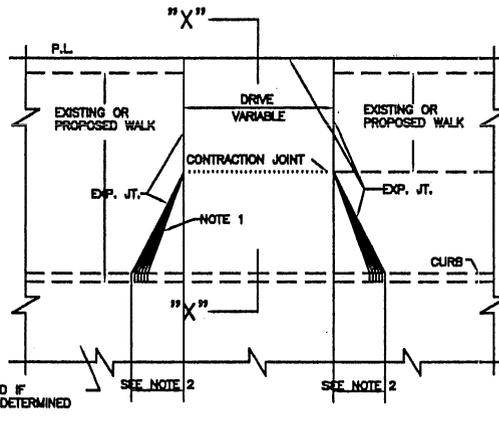 "X"
P.L.
DRIVE
VARIABLE
EXISTING OR
PROPOSED WALK
EXISTING OR
PROPOSED WALK
CONTRACTION JOINT
EXP. JT.
EXP. JT.
NOTE 1
CURB
"X"
SEE NOTE 2
SEE NOTE 2
D IF
DETERMINED